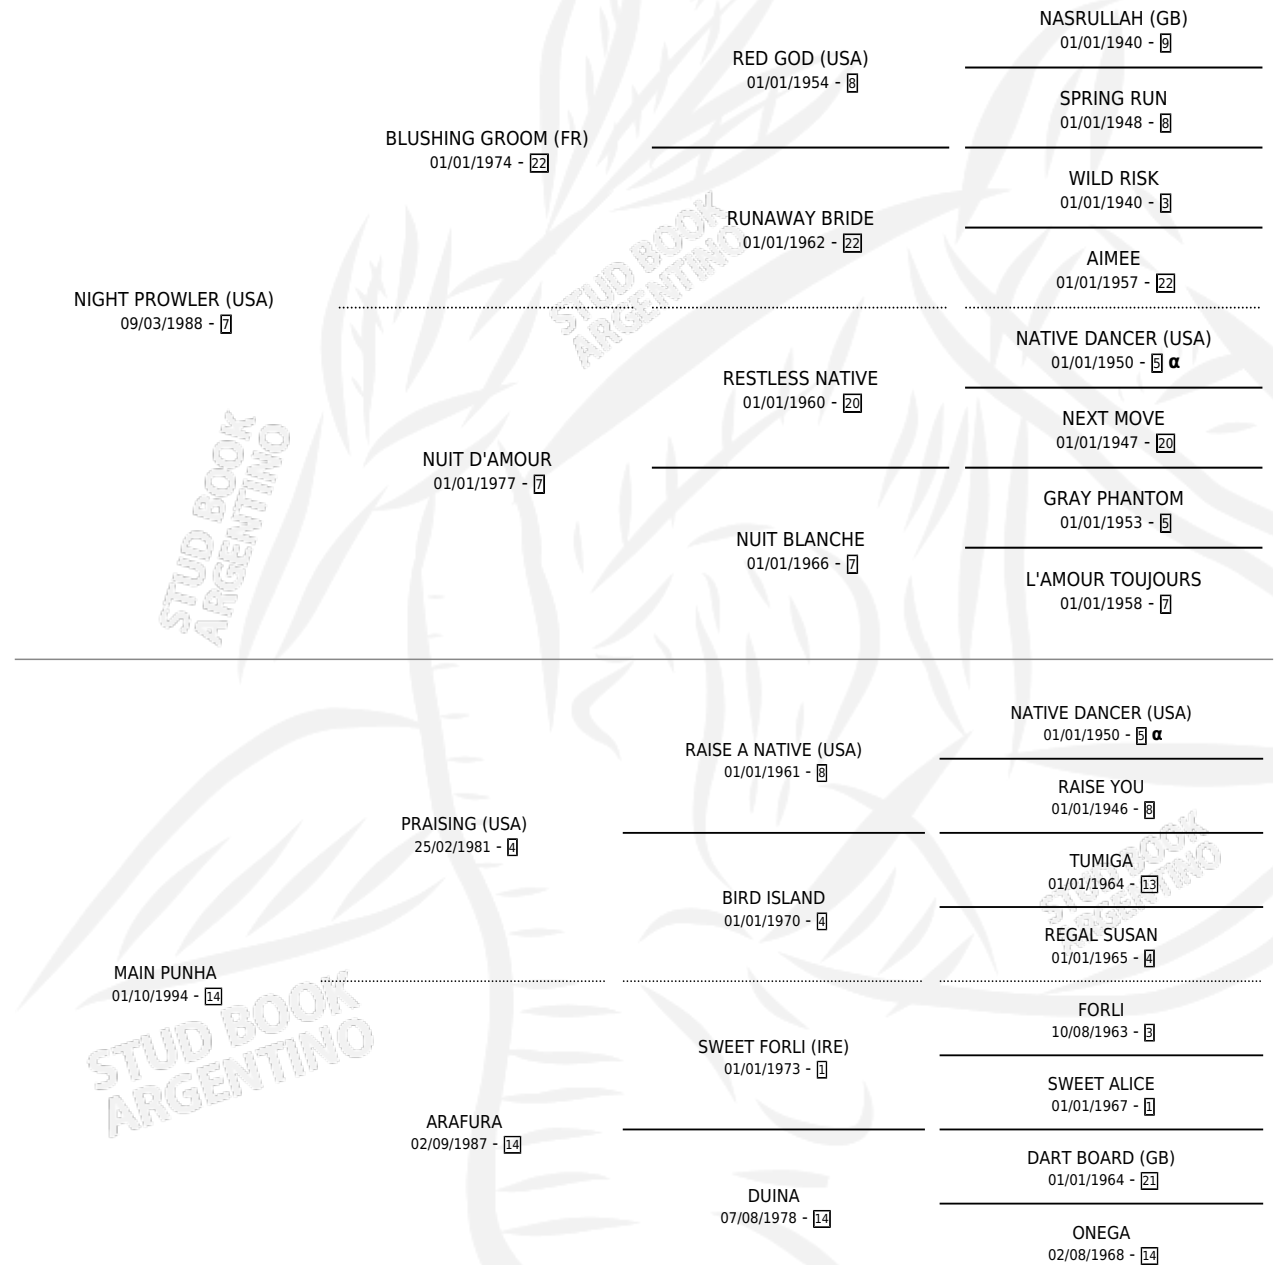 NASRULLAH (GB)
01/01/1940 - 9
RED GOD (USA)
01/01/1954 - 8
SPRING RUN
01/01/1948 - 8
BLUSHING GROOM (FR)
01/01/1974 - 22
WILD RISK
01/01/1940 - 3
RUNAWAY BRIDE
01/01/1962 - 22
AIMEE
01/01/1957 - 22
NIGHT PROWLER (USA)
09/03/1988 - 7
NATIVE DANCER (USA)
01/01/1950 - 5 α
RESTLESS NATIVE
01/01/1960 - 20
NEXT MOVE
01/01/1947 - 20
NUIT D'AMOUR
01/01/1977 - 7
GRAY PHANTOM
01/01/1953 - 5
NUIT BLANCHE
01/01/1966 - 7
L'AMOUR TOUJOURS
01/01/1958 - 7
NATIVE DANCER (USA)
01/01/1950 - 5 α
RAISE A NATIVE (USA)
01/01/1961 - 8
RAISE YOU
01/01/1946 - 8
PRAISING (USA)
25/02/1981 - 4
TUMIGA
01/01/1964 - 13
BIRD ISLAND
01/01/1970 - 4
REGAL SUSAN
01/01/1965 - 4
MAIN PUNHA
01/10/1994 - 14
FORLI
10/08/1963 - 3
SWEET FORLI (IRE)
01/01/1973 - 1
SWEET ALICE
01/01/1967 - 1
ARAFURA
02/09/1987 - 14
DART BOARD (GB)
01/01/1964 - 21
DUINA
07/08/1978 - 14
ONEGA
02/08/1968 - 14
STUD BOOK
ARGENTINO
STUD BOOK
ARGENTINO
STUD BOOK
ARGENTINO
STUD BOOK
ARGENTINO